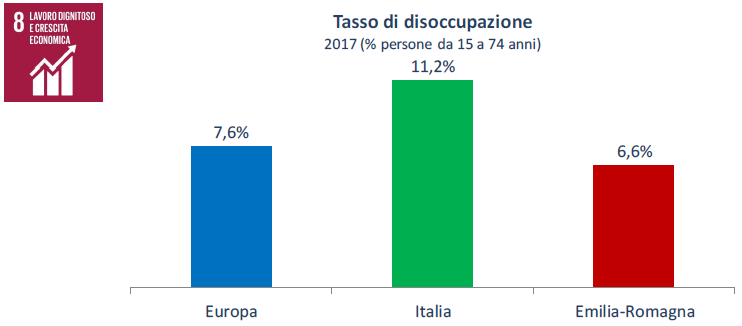 8 LAVORO DIGNITOSO
E CRESCITA
ECONOMICA
Tasso di disoccupazione
2017 (% persone da 15 a 74 anni)
7,6%
11,2%
6,6%
Europa
Italia
Emilia-Romagna